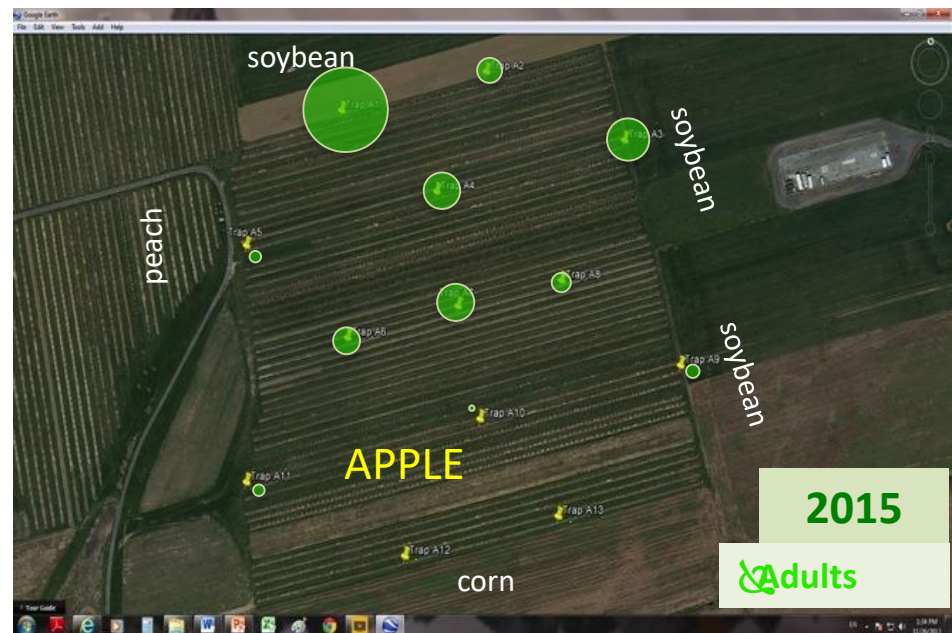 Google Earth
File Edit View Tools Add Help
soybean
Trap A2
Trap A1
Trap A3
soybean
Trap A4
peach
Trap A5
Trap A8
Trap A6
soybean
Trap A9
Trap A10
APPLE
Trap A11
2015
Trap A13
Trap A12
Adults
corn
Tour Guide
EN